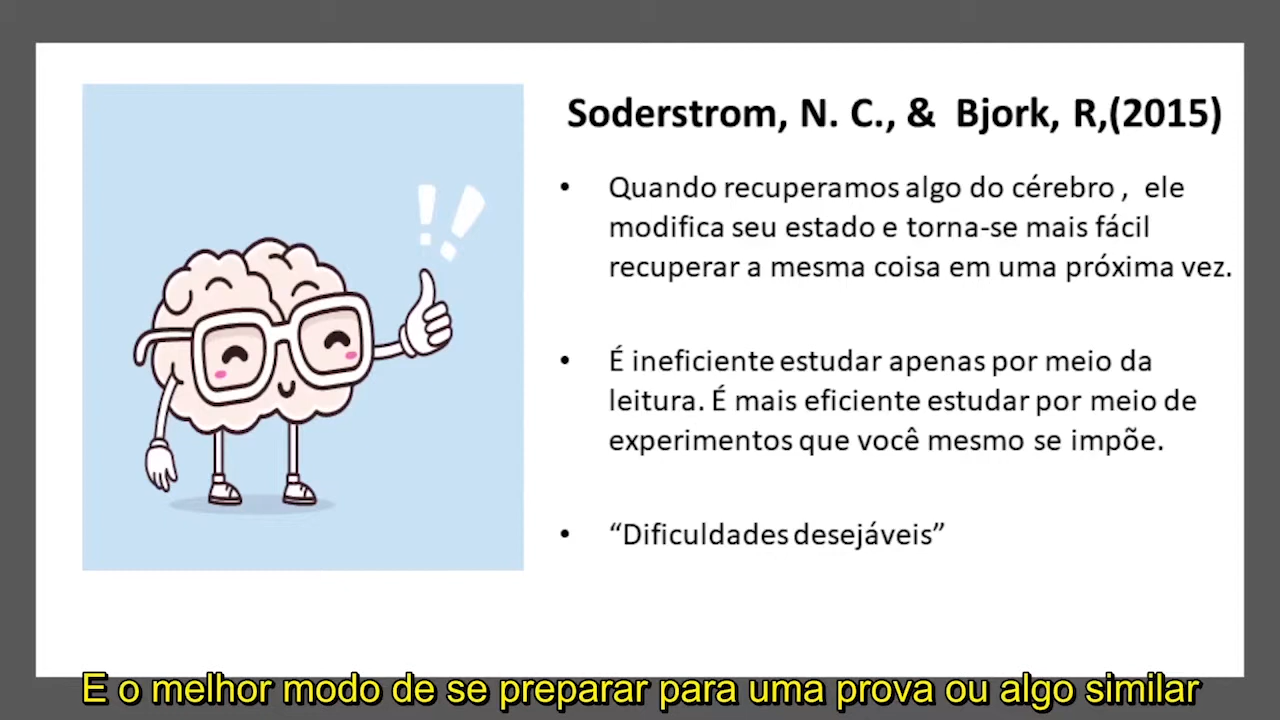 Soderstrom, N. C., & Bjork, R,(2015)
• Quando recuperamos algo do cérebro , ele
modifica seu estado e torna-se mais fácil
recuperar a mesma coisa em uma próxima vez.
• É ineficiente estudar apenas por meio da
leitura. É mais eficiente estudar por meio de
experimentos que você mesmo se impõe.
• “Dificuldades desejáveis”
E o melhor modo de se preparar para uma prova ou algo similar